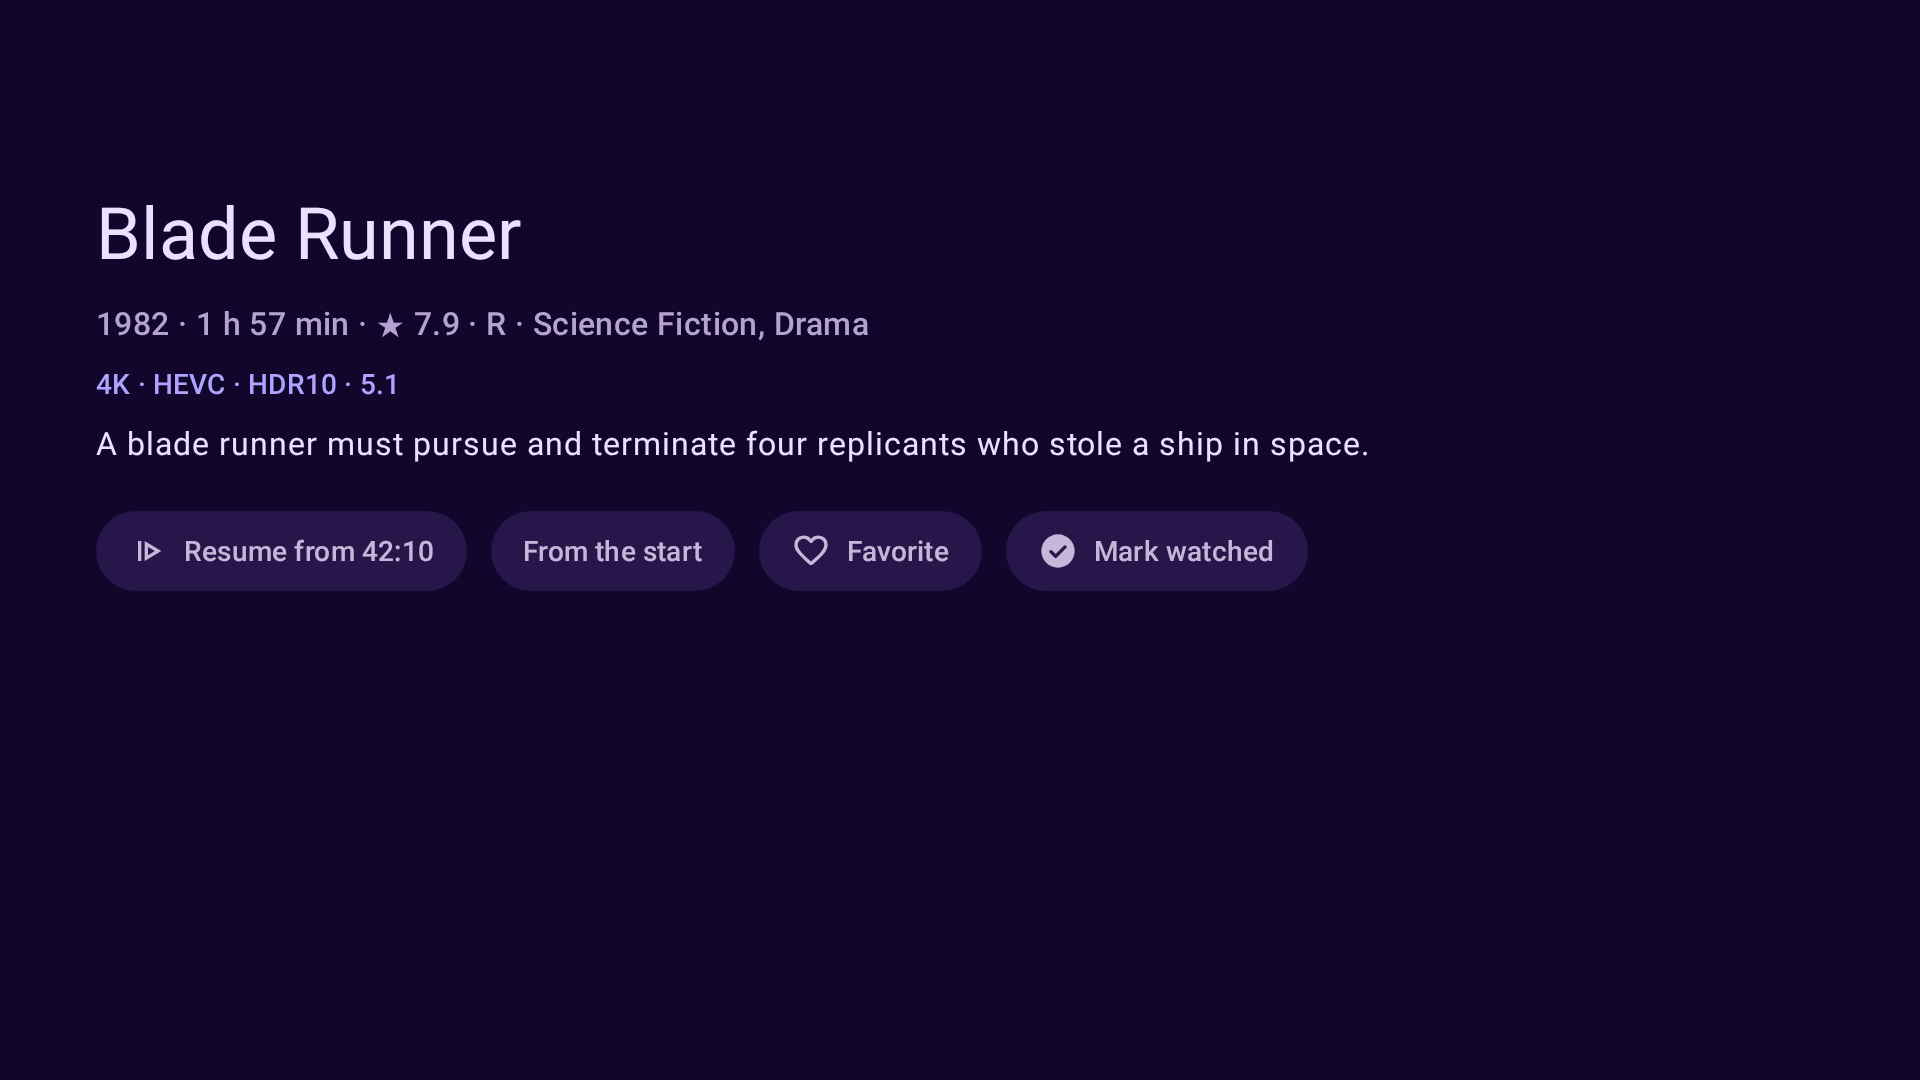 Blade Runner
1982 · 1 h 57 min · ★ 7.9 · R · Science Fiction, Drama
4K · HEVC · HDR10 · 5.1
A blade runner must pursue and terminate four replicants who stole a ship in space.
Resume from 42:10 From the start Favorite Mark watched